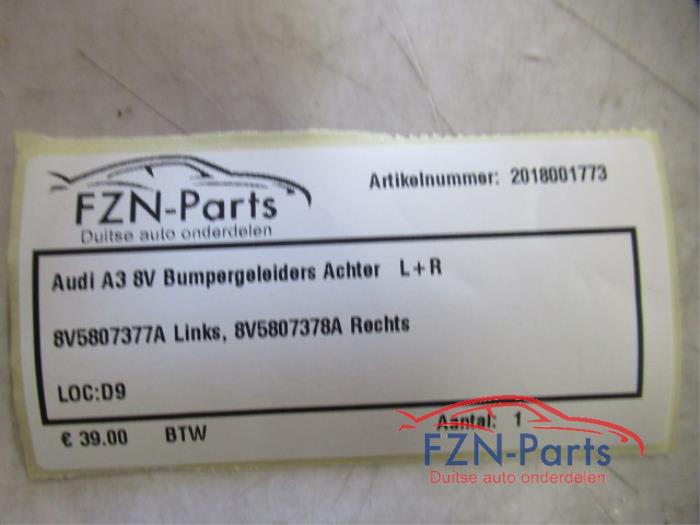 FZN-Parts
Duitse auto onderdelen
Artikelnummer: 2018001773
Audi A3 8V Bumpergeleiders Achter L+R
8V5807377A Links, 8V5807378A Rechts
LOC:D9
€ 39.00 BTW
Aantal: 1
FZN-Parts
Duitse auto onderdelen